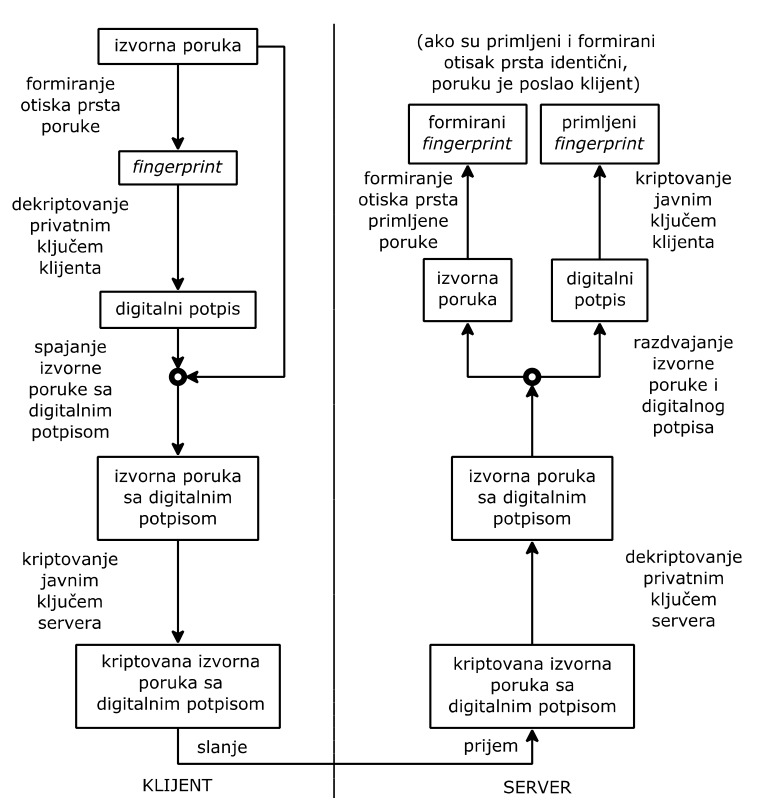 izvorna poruka
formiranje
otiska prsta
poruke
fingerprint
dekriptovanje
privatnim
ključem
klijenta
digitalni potpis
spajanje
izvorne
poruke sa
digitalnim
potpisom
izvorna poruka
sa digitalnim
potpisom
kriptovanje
javnim
ključem
servera
kriptovana izvorna
poruka sa
digitalnim potpisom
slanje
KLIJENT
(ako su primljeni i formirani
otisak prsta identični,
poruku je poslao klijent)
formirani
fingerprint
primljeni
fingerprint
formiranje
otiska prsta
primljene
poruke
kriptovanje
javnim
ključem
klijenta
izvorna
poruka
digitalni
potpis
razdvajanje
izvorne
poruke i
digitalnog
potpisa
izvorna poruka
sa digitalnim
potpisom
dekriptovanje
privatnim
ključem
servera
kriptovana izvorna
poruka sa
digitalnim potpisom
prijem
SERVER